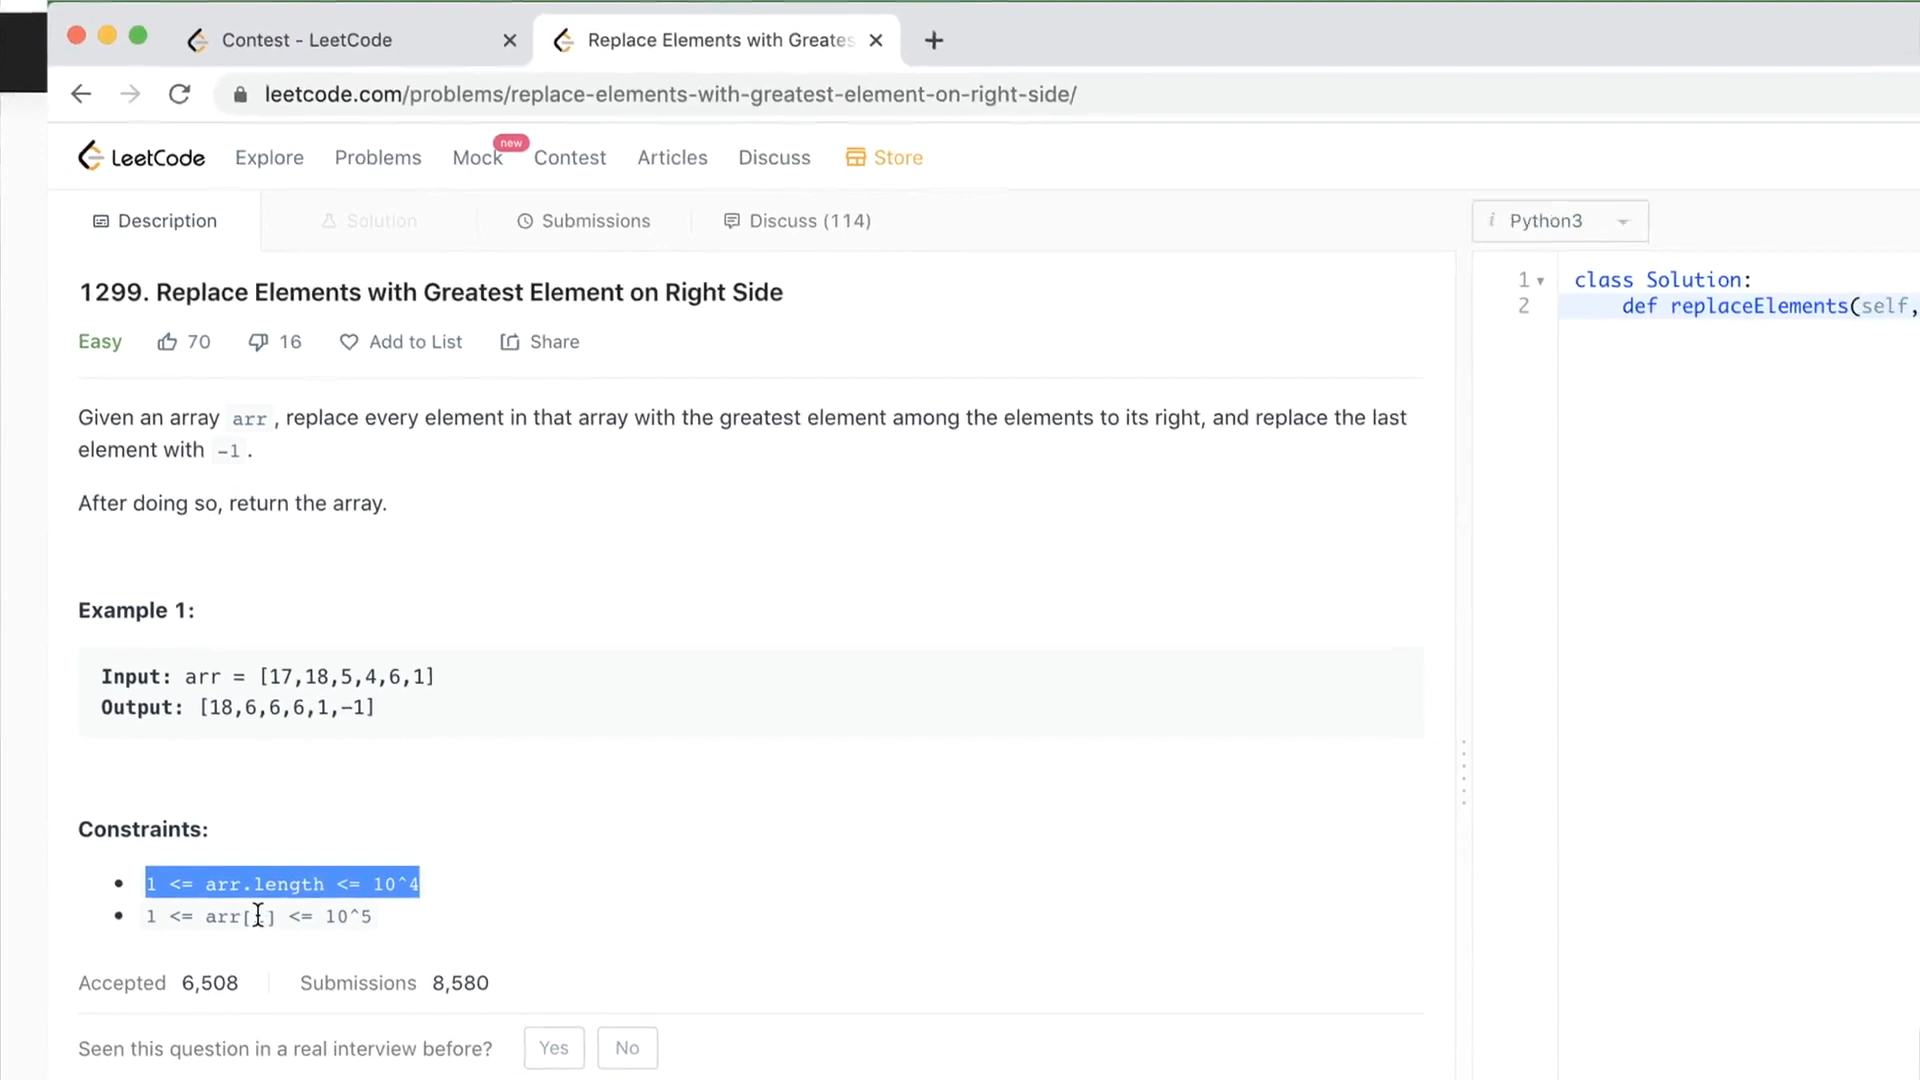 Contest - LeetCode
Replace Elements with Greates
leetcode.com/problems/replace-elements-with-greatest-element-on-right-side/
LeetCode Explore Problems Mock new Contest Articles Discuss Store
Description Solution Submissions Discuss (114)
i Python3
1299. Replace Elements with Greatest Element on Right Side
1 class Solution:
2 def replaceElements(self,
Easy 70 16 Add to List Share
Given an array arr , replace every element in that array with the greatest element among the elements to its right, and replace the last
element with -1 .
After doing so, return the array.
Example 1:
Input: arr = [17,18,5,4,6,1]
Output: [18,6,6,6,1,-1]
Constraints:
• 1 <= arr.length <= 10^4
• 1 <= arr[i] <= 10^5
Accepted 6,508 Submissions 8,580
Seen this question in a real interview before? Yes No